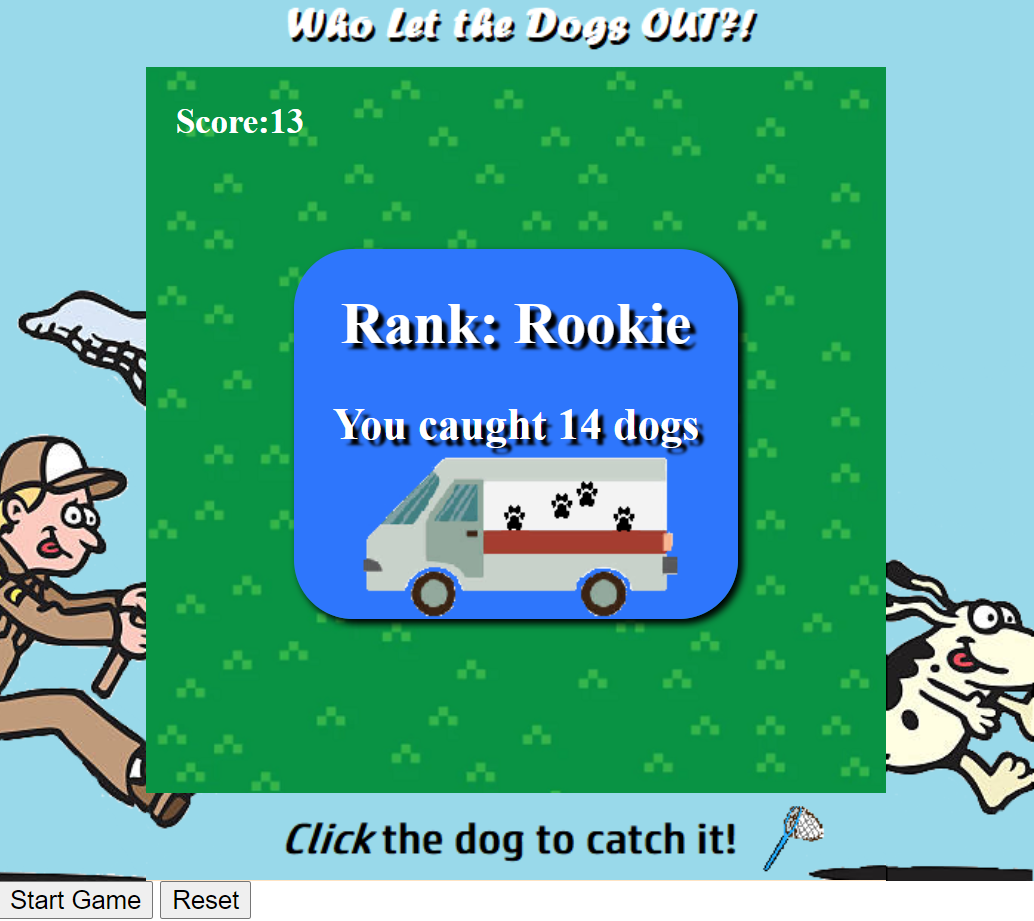 Who Let the Dogs OUT?!
Score:13
Rank: Rookie
You caught 14 dogs
Click the dog to catch it!
Start Game Reset